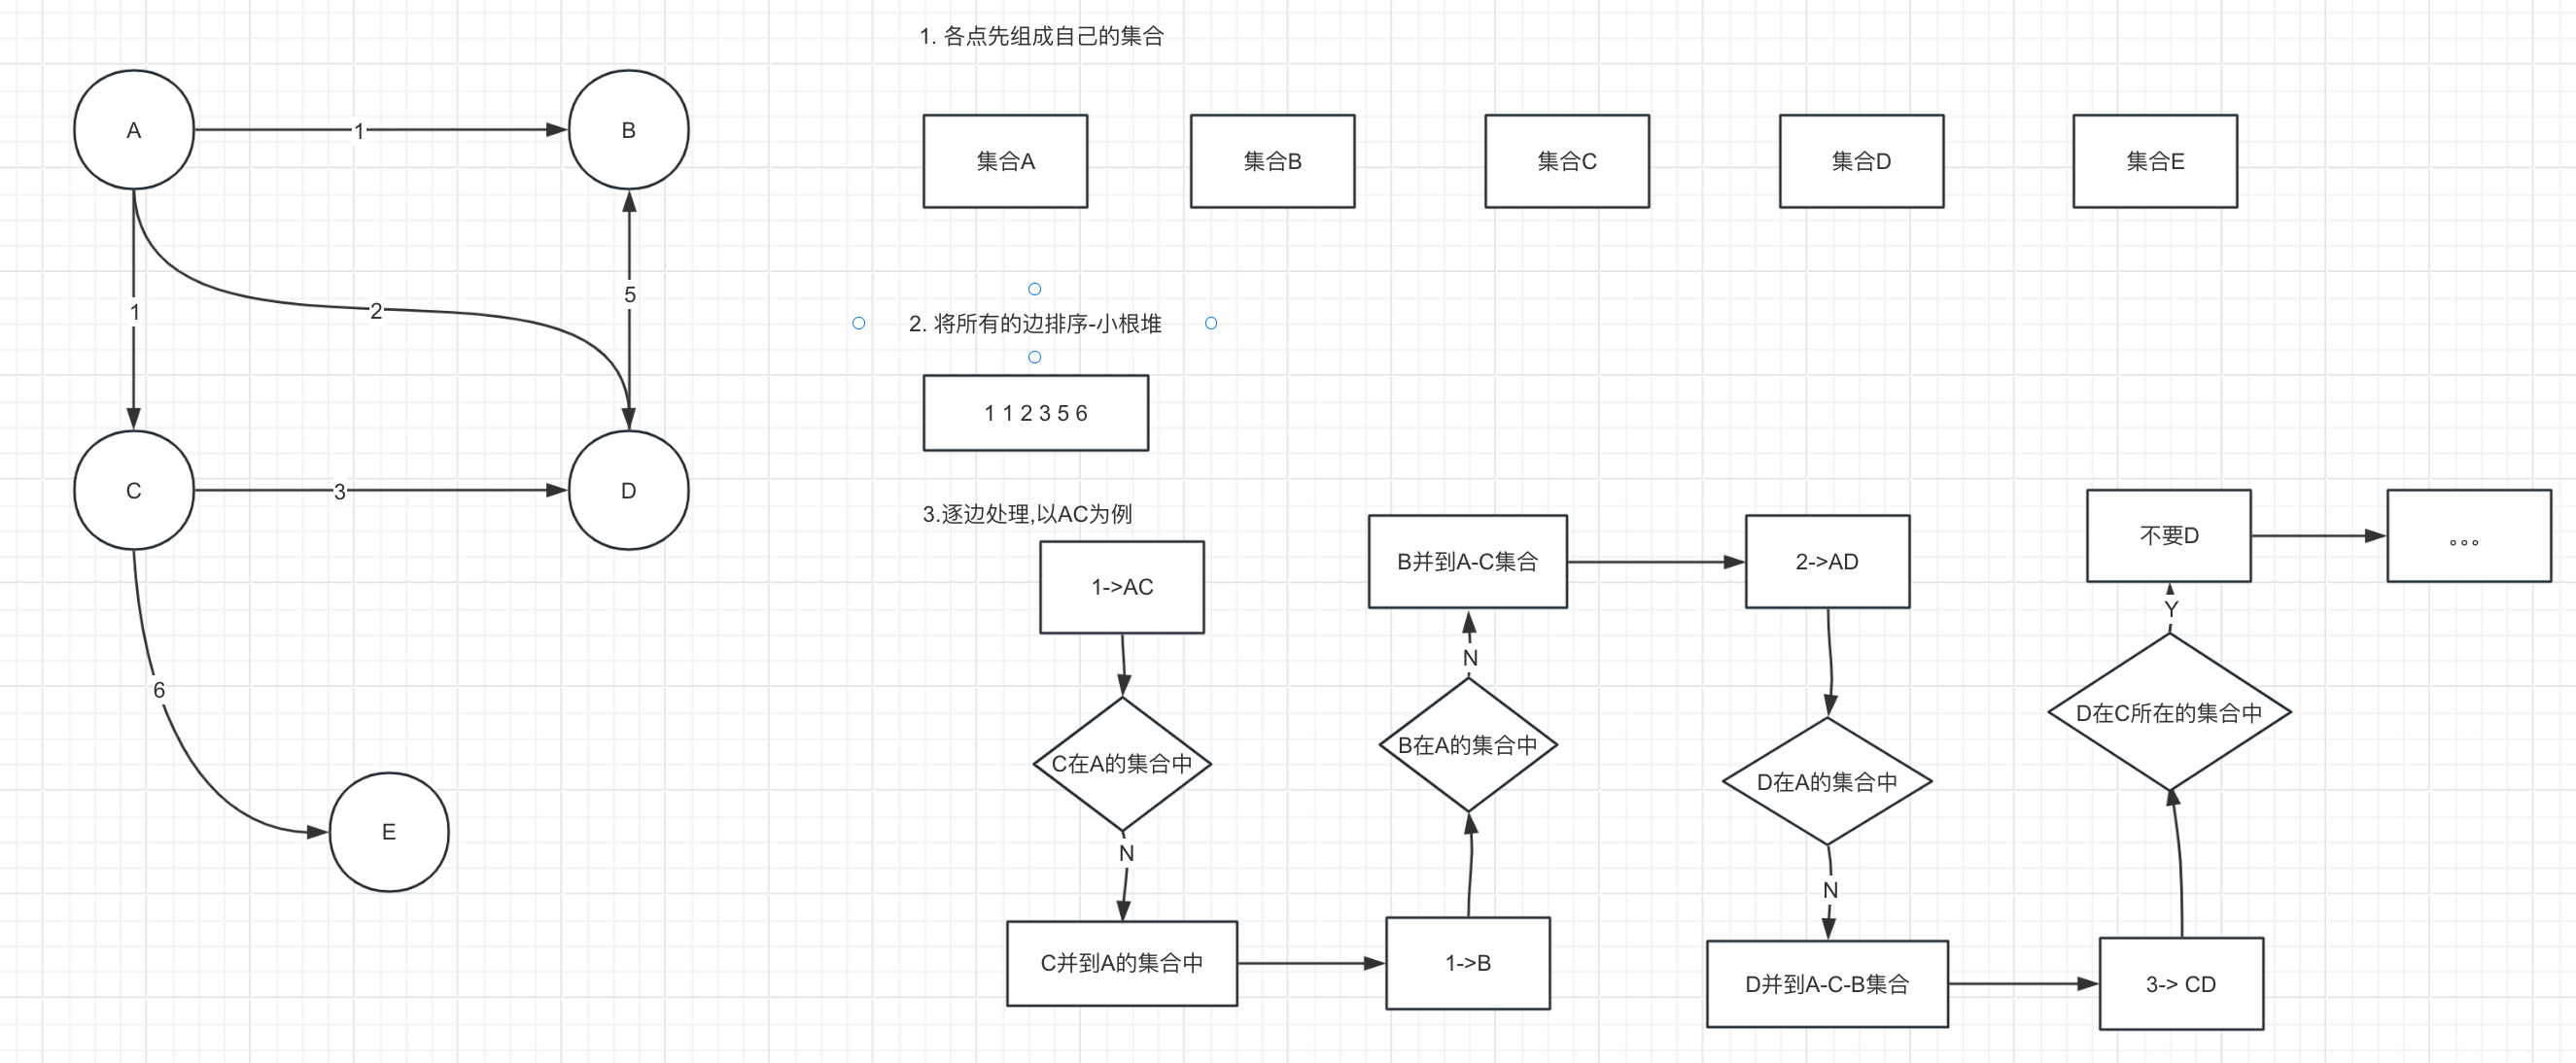 A
1
B
1
2
5
C
3
D
6
E
1. 各点先组成自己的集合
集合A
集合B
集合C
集合D
集合E
2. 将所有的边排序-小根堆
1 1 2 3 5 6
3.逐边处理,以AC为例
1->AC
C在A的集合中
N
C并到A的集合中
1->B
B在A的集合中
N
B并到A-C集合
2->AD
D在A的集合中
N
D并到A-C-B集合
3-> CD
D在C所在的集合中
Y
不要D
。。。